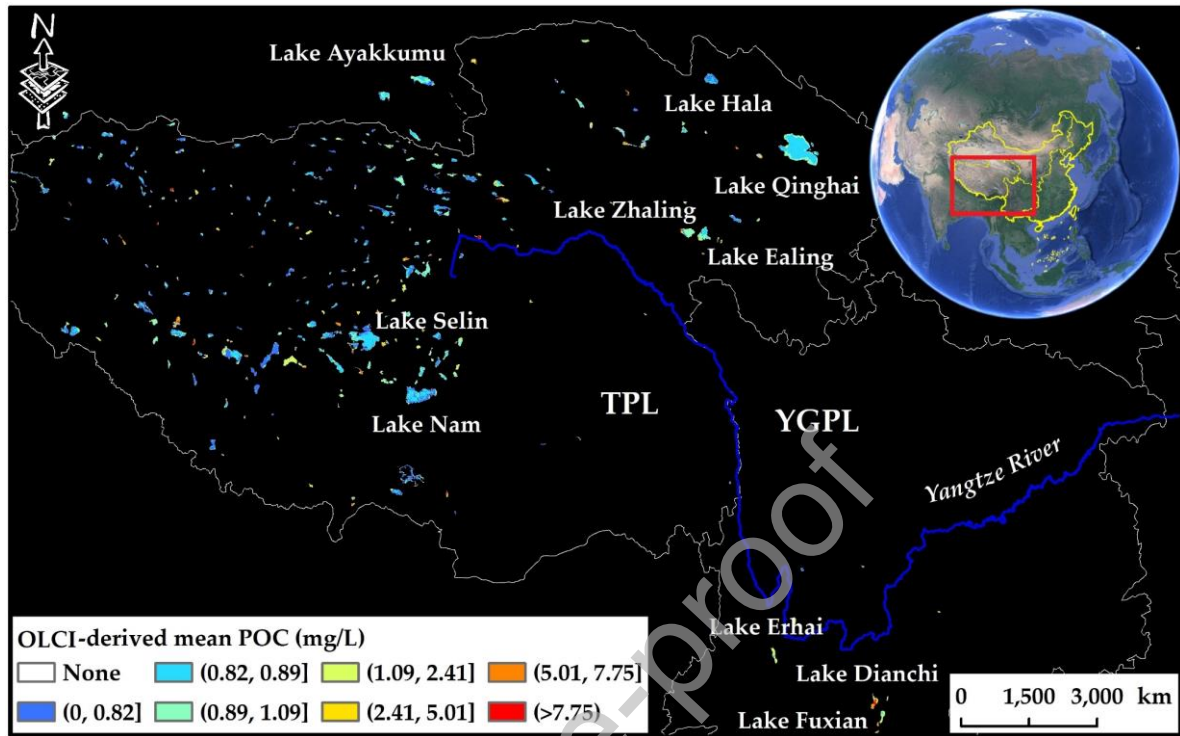 N
Lake Ayakkumu
Lake Hala
Lake Qinghai
Lake Zhaling
Lake Ealing
Lake Selin
Lake Nam
TPL
YGPL
Yangtze River
Lake Erhai
Lake Dianchi
Lake Fuxian
e-proof
OLCI-derived mean POC (mg/L)
None (0.82, 0.89] (1.09, 2.41] (5.01, 7.75]
(0, 0.82] (0.89, 1.09] (2.41, 5.01] (>7.75)
0 1,500 3,000 km